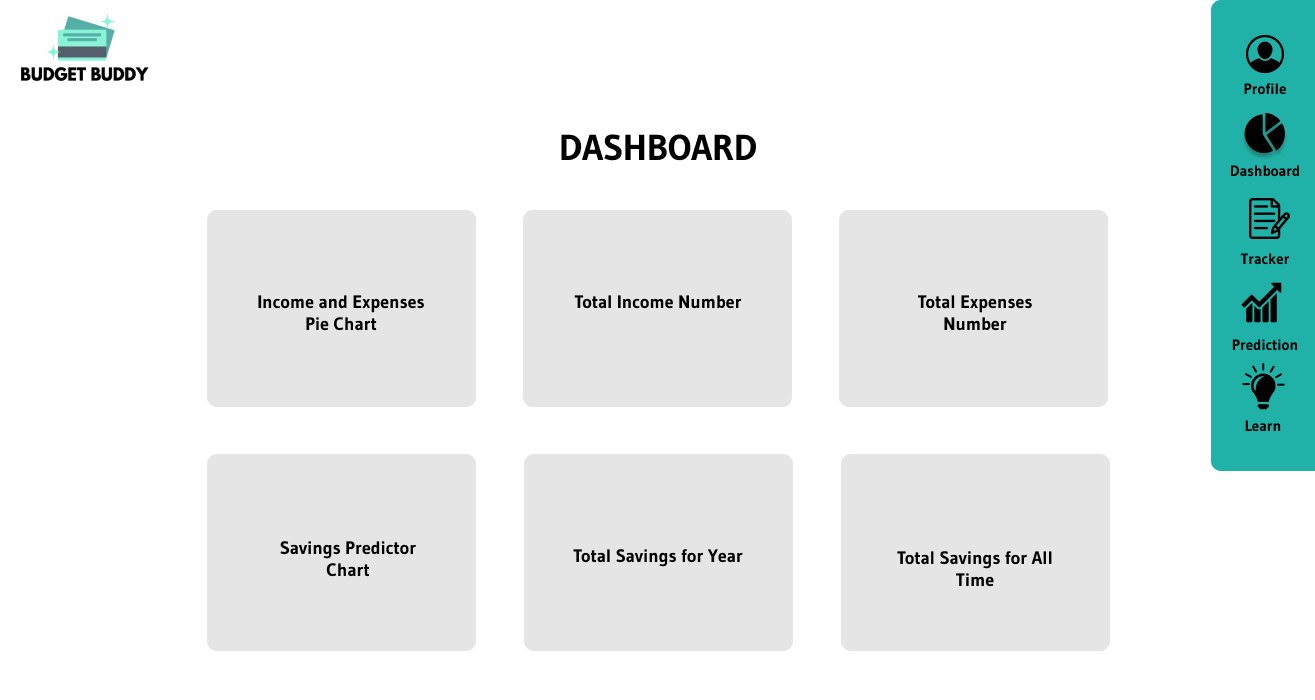 BUDGET BUDDY
Profile
Dashboard
Tracker
Prediction
Learn
DASHBOARD
Income and Expenses
Pie Chart
Total Income Number
Total Expenses
Number
Savings Predictor
Chart
Total Savings for Year
Total Savings for All
Time